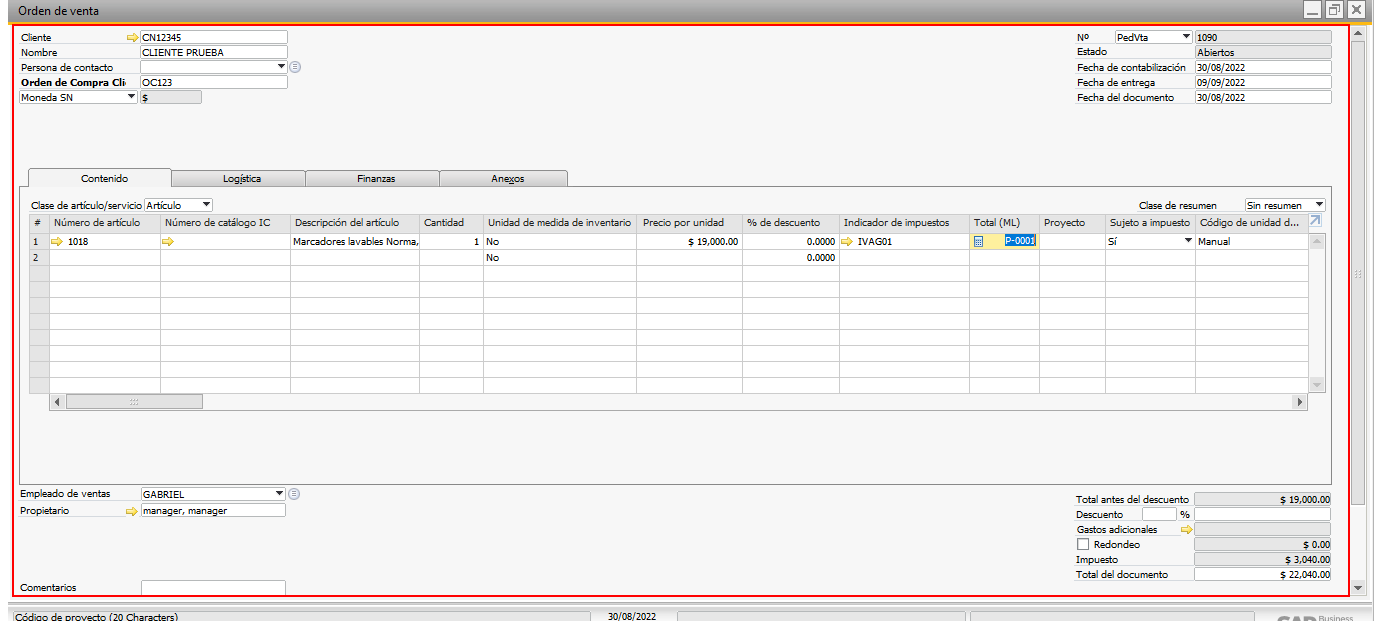 Orden de venta
Cliente CN12345
Nombre CLIENTE PRUEBA
Persona de contacto
Orden de Compra Cli OC123
Moneda SN $
Nº PedVta 1090
Estado Abiertos
Fecha de contabilización 30/08/2022
Fecha de entrega 09/09/2022
Fecha del documento 30/08/2022
Contenido Logística Finanzas Anexos
Clase de artículo/servicio Artículo Clase de resumen Sin resumen
# Número de artículo Número de catálogo IC Descripción del artículo Cantidad Unidad de medida de inventario Precio por unidad % de descuento Indicador de impuestos Total (ML) Proyecto Sujeto a impuesto Código de unidad d...
1 1018 Marcadores lavables Norma, 1 No $ 19,000.00 0.0000 IVAG01 P-0001 Sí Manual
2 No 0.0000
Empleado de ventas GABRIEL
Propietario manager, manager
Comentarios
Total antes del descuento $ 19,000.00
Descuento %
Gastos adicionales
Redondeo $ 0.00
Impuesto $ 3,040.00
Total del documento $ 22,040.00
Código de proyecto (20 Characters) 30/08/2022
SAP Business